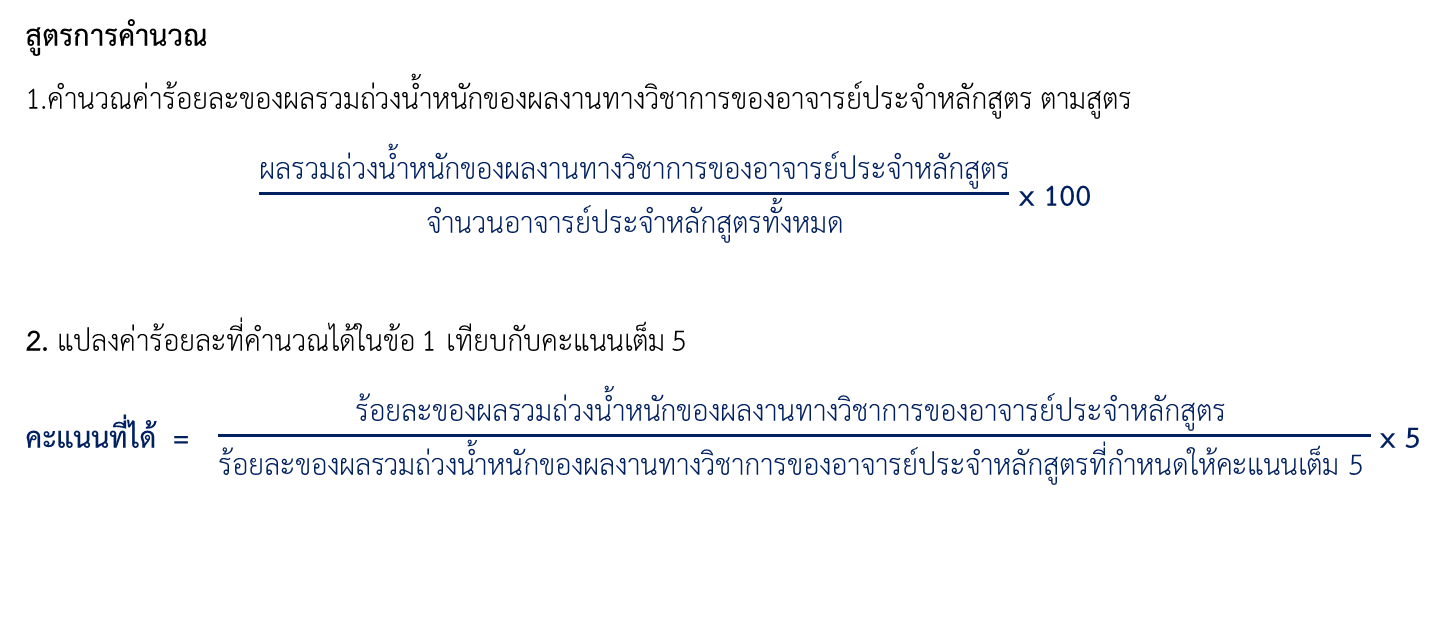 สูตรการคำนวณ
1.คำนวณค่าร้อยละของผลรวมถ่วงน้ำหนักของผลงานทางวิชาการของอาจารย์ประจำหลักสูตร ตามสูตร
ผลรวมถ่วงน้ำหนักของผลงานทางวิชาการของอาจารย์ประจำหลักสูตร
x 100
จำนวนอาจารย์ประจำหลักสูตรทั้งหมด
2. แปลงค่าร้อยละที่คำนวณได้ในข้อ 1 เทียบกับคะแนนเต็ม 5
ร้อยละของผลรวมถ่วงน้ำหนักของผลงานทางวิชาการของอาจารย์ประจำหลักสูตร
คะแนนที่ได้ = x 5
ร้อยละของผลรวมถ่วงน้ำหนักของผลงานทางวิชาการของอาจารย์ประจำหลักสูตรที่กำหนดให้คะแนนเต็ม 5